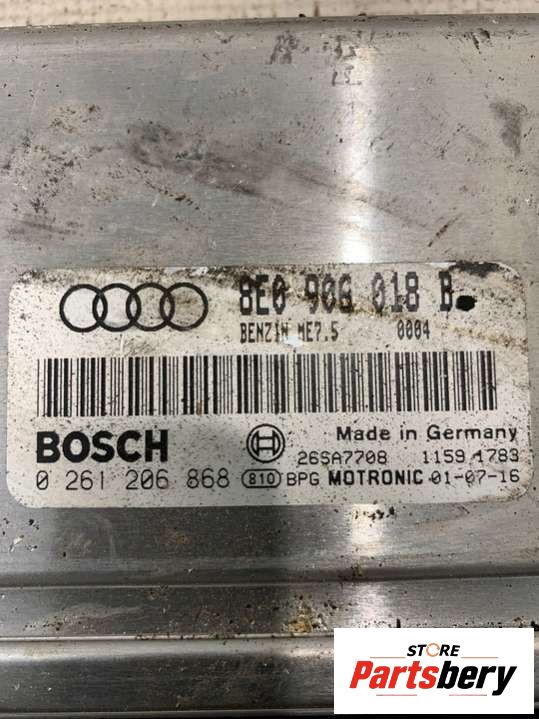 8E0 906 018 B
BENZIN ME7.5 0004
BOSCH
Made in Germany
26SA7708 1159 1783
0 261 206 868 810 BPG MOTRONIC 01-07-16
STORE
Partsbery